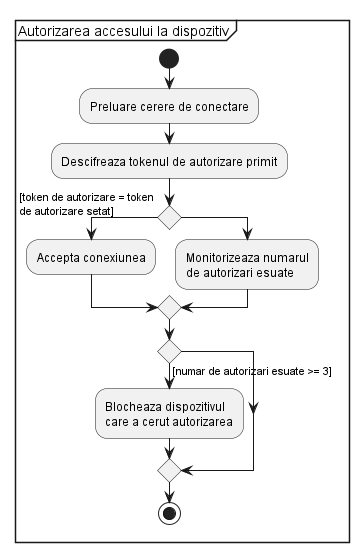 Autorizarea accesului la dispozitiv
Preluare cerere de conectare
Descifreaza tokenul de autorizare primit
[token de autorizare = token
de autorizare setat]
Accepta conexiunea
Monitorizeaza numarul
de autorizari esuate
[numar de autorizari esuate >= 3]
Blocheaza dispozitivul
care a cerut autorizarea